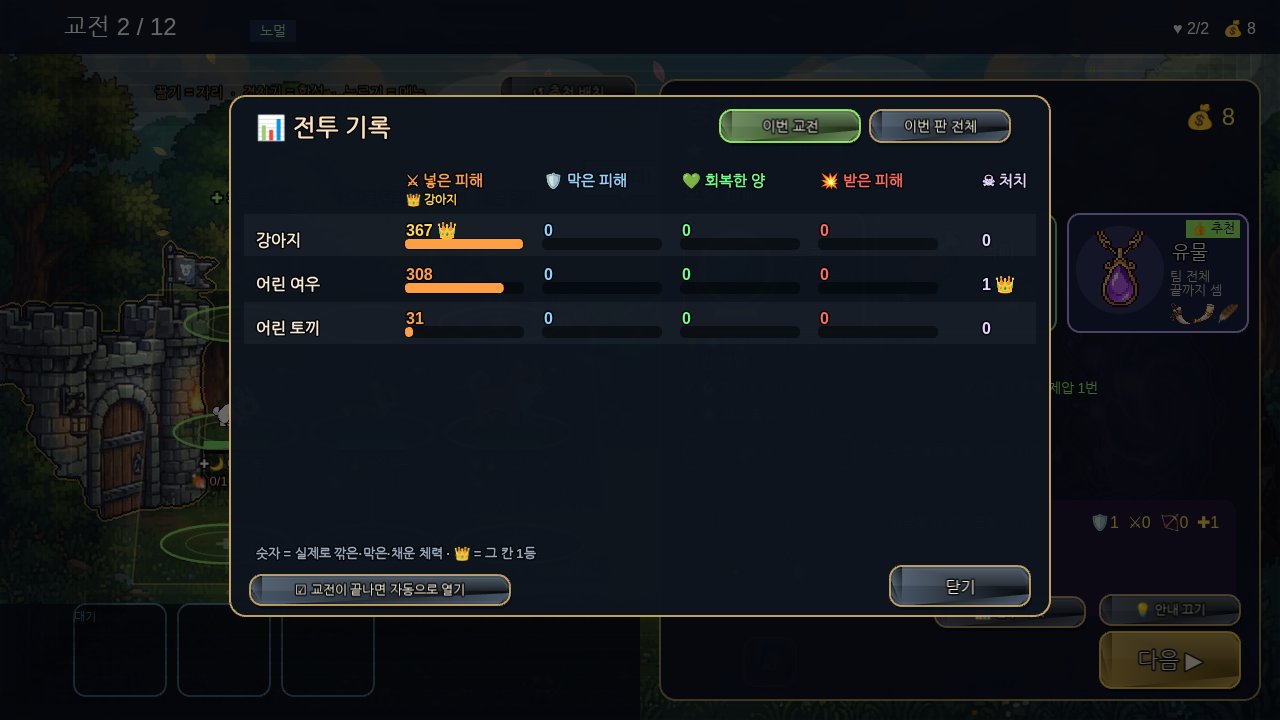 교전 2 / 12
노멀
♥ 2/2
8
끌기 = 자리
8
전투 기록
이번 교전
이번 판 전체
넣은 피해
막은 피해
회복한 양
받은 피해
처치
강아지
강아지
367
0
0
0
0
어린 여우
308
0
0
0
1
어린 토끼
31
0
0
0
0
추천
유물
팀 전체
끝까지 셈
제압 1번
0/1
1
0
0
+1
숫자 = 실제로 깎은·막은·채운 체력 · 👑 = 그 칸 1등
☑ 교전이 끝나면 자동으로 열기
닫기
대기
안내 끄기
다음 ▶